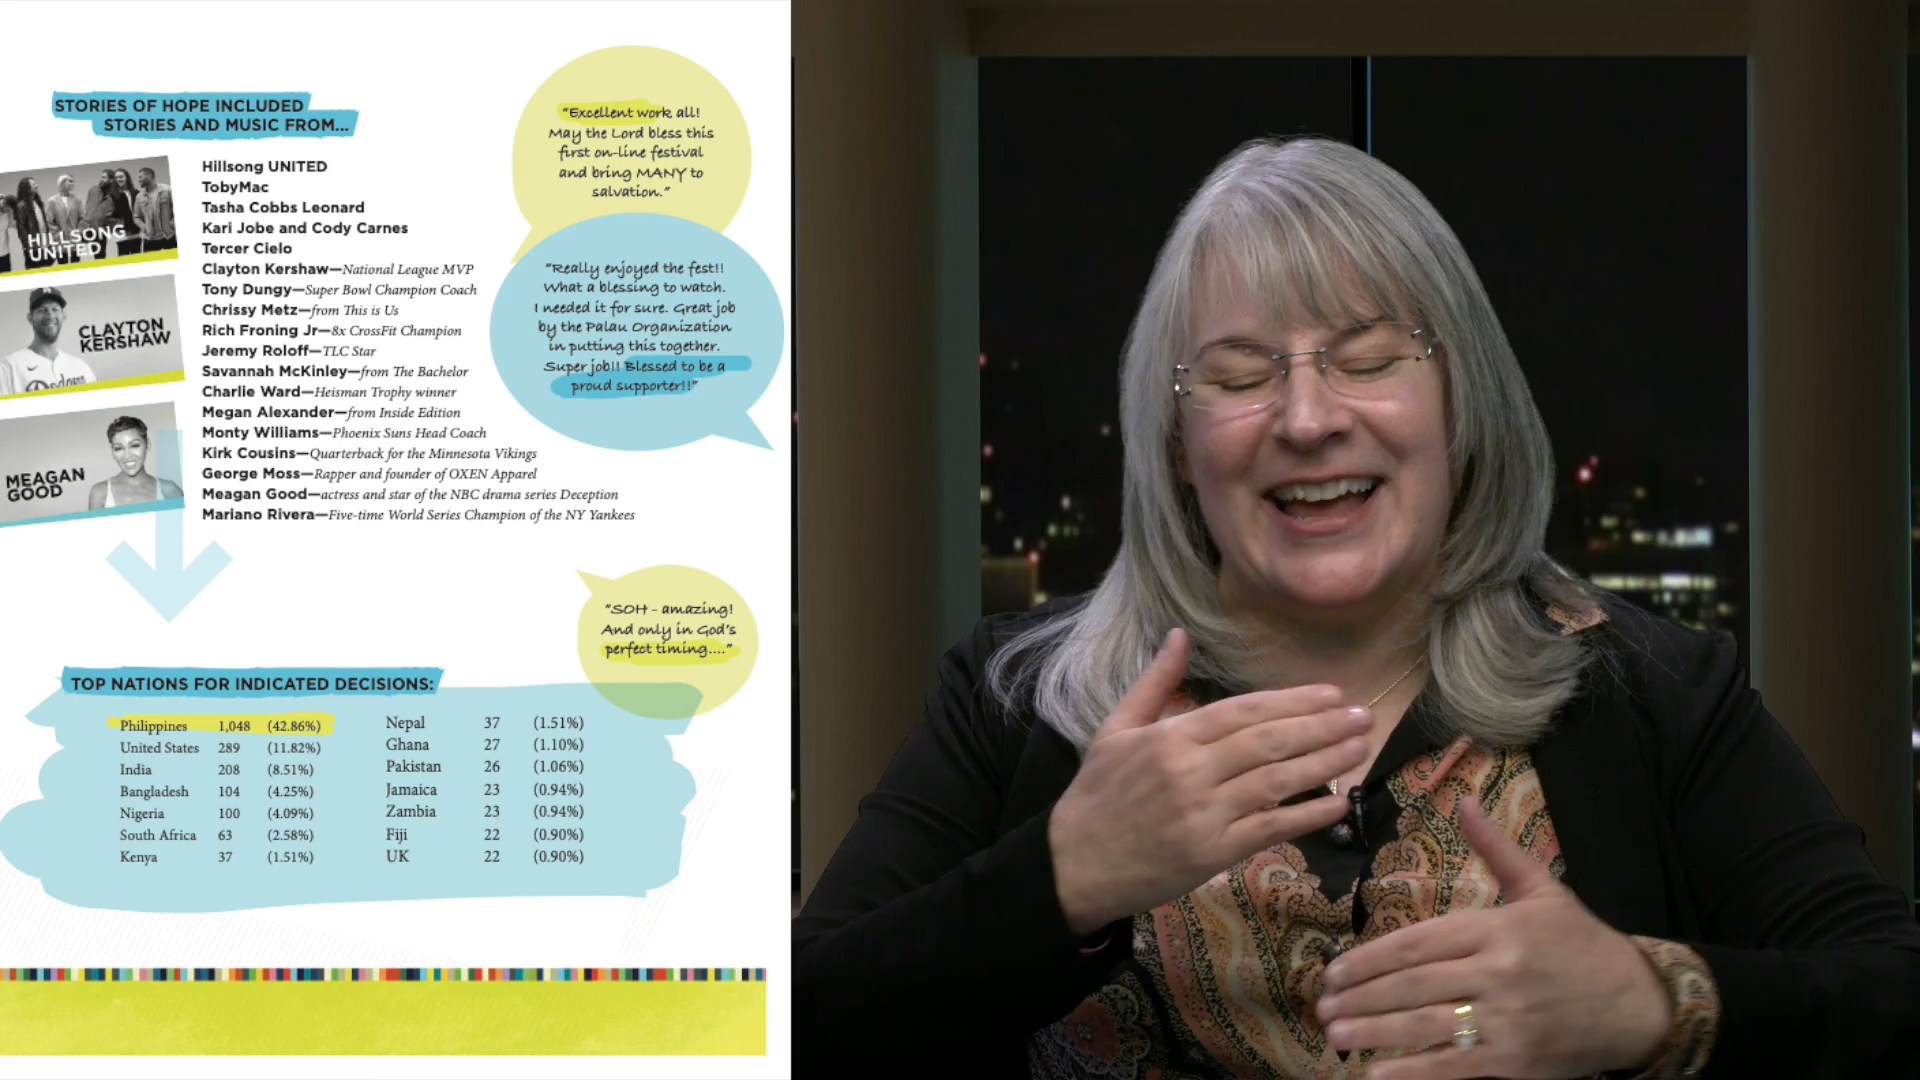 STORIES OF HOPE INCLUDED
STORIES AND MUSIC FROM...
HILLSONG
UNITED
CLAYTON
KERSHAW
Dodgers
MEAGAN
GOOD
Hillsong UNITED
TobyMac
Tasha Cobbs Leonard
Kari Jobe and Cody Carnes
Tercer Cielo
Clayton Kershaw—National League MVP
Tony Dungy—Super Bowl Champion Coach
Chrissy Metz—from This is Us
Rich Froning Jr—8x CrossFit Champion
Jeremy Roloff—TLC Star
Savannah McKinley—from The Bachelor
Charlie Ward—Heisman Trophy winner
Megan Alexander—from Inside Edition
Monty Williams—Phoenix Suns Head Coach
Kirk Cousins—Quarterback for the Minnesota Vikings
George Moss—Rapper and founder of OXEN Apparel
Meagan Good—actress and star of the NBC drama series Deception
Mariano Rivera—Five-time World Series Champion of the NY Yankees
"Excellent work all!
May the Lord bless this
first on-line festival
and bring MANY to
salvation."
"Really enjoyed the fest!!
What a blessing to watch.
I needed it for sure. Great job
by the Palau Organization
in putting this together.
Super job!! Blessed to be a
proud supporter!!"
"SOH - amazing!
And only in God's
perfect timing...."
TOP NATIONS FOR INDICATED DECISIONS:
Philippines 1,048 (42.86%)
United States 289 (11.82%)
India 208 (8.51%)
Bangladesh 104 (4.25%)
Nigeria 100 (4.09%)
South Africa 63 (2.58%)
Kenya 37 (1.51%)
Nepal 37 (1.51%)
Ghana 27 (1.10%)
Pakistan 26 (1.06%)
Jamaica 23 (0.94%)
Zambia 23 (0.94%)
Fiji 22 (0.90%)
UK 22 (0.90%)